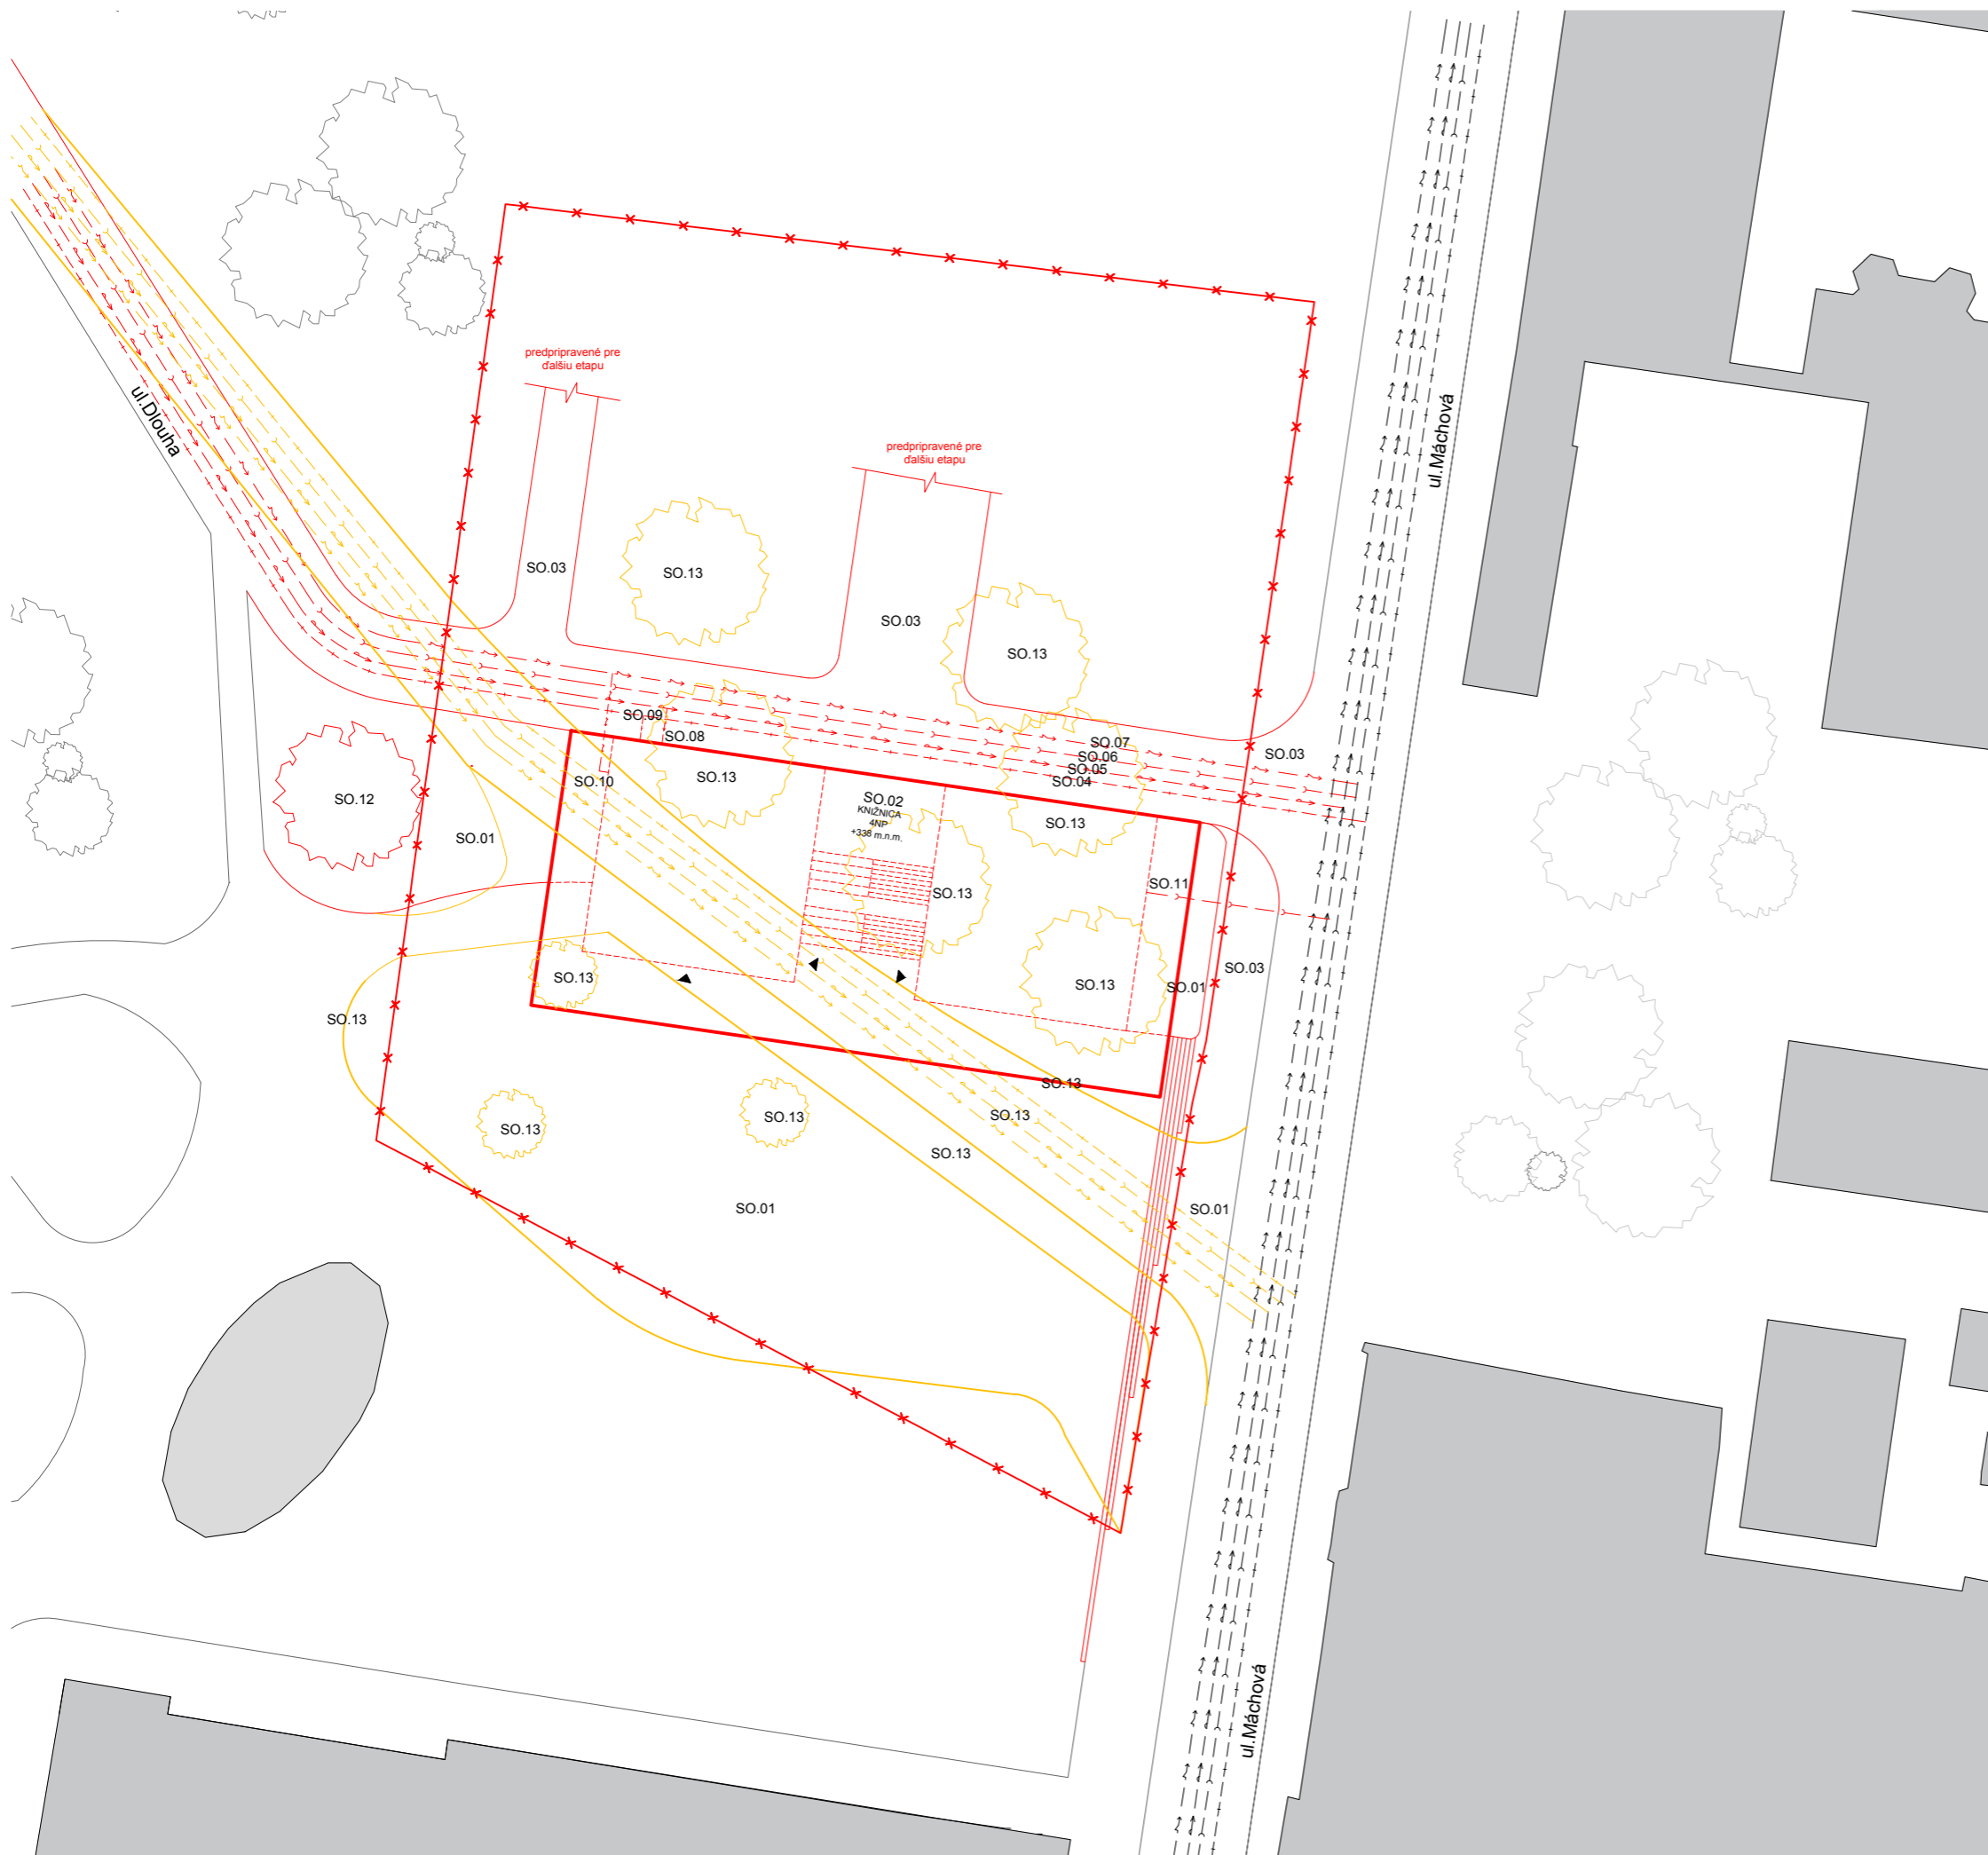 predpripravené pre
ďalšiu etapu
ul.Dlouha
ul.Máchová
predpripravené pre
ďalšiu etapu
SO.03
SO.13
SO.03
SO.13
SO.09
SO.08
SO.07
SO.06
SO.05
SO.04
SO.03
SO.10
SO.13
SO.12
SO.02
KNIŽNICA
4NP
+338 m.n.m.
SO.13
SO.01
SO.11
SO.13
SO.03
SO.13
SO.13
SO.01
SO.13
SO.13
SO.13
SO.13
SO.13
SO.13
SO.01
SO.01
ul.Máchová